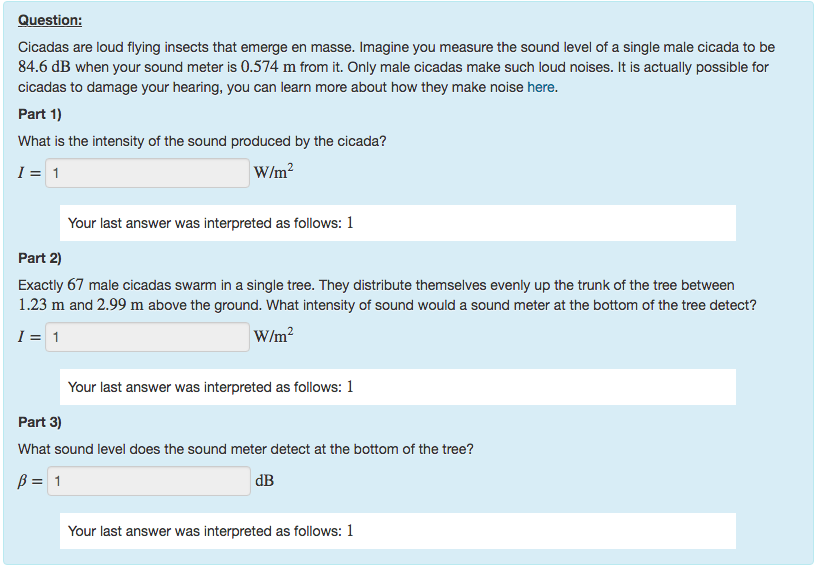 Question:
Cicadas are loud flying insects that emerge en masse. Imagine you measure the sound level of a single male cicada to be
84.6 dB when your sound meter is 0.574 m from it. Only male cicadas make such loud noises. It is actually possible for
cicadas to damage your hearing, you can learn more about how they make noise here.
Part 1)
What is the intensity of the sound produced by the cicada?
I = 1 W/m²
Your last answer was interpreted as follows: 1
Part 2)
Exactly 67 male cicadas swarm in a single tree. They distribute themselves evenly up the trunk of the tree between
1.23 m and 2.99 m above the ground. What intensity of sound would a sound meter at the bottom of the tree detect?
I = 1 W/m²
Your last answer was interpreted as follows: 1
Part 3)
What sound level does the sound meter detect at the bottom of the tree?
β = 1 dB
Your last answer was interpreted as follows: 1